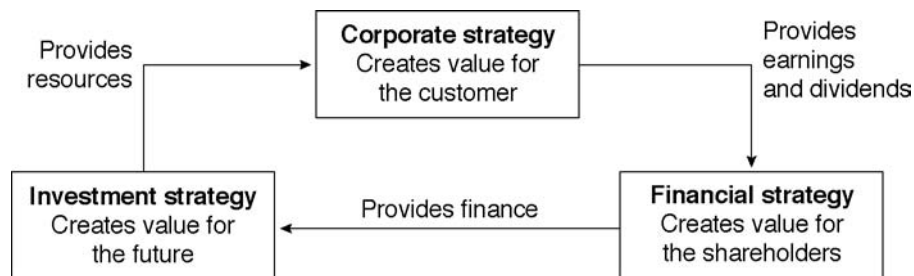 Provides
resources
Corporate strategy
Creates value for
the customer
Provides
earnings
and dividends
Investment strategy
Creates value for
the future
Provides finance
Financial strategy
Creates value for
the shareholders